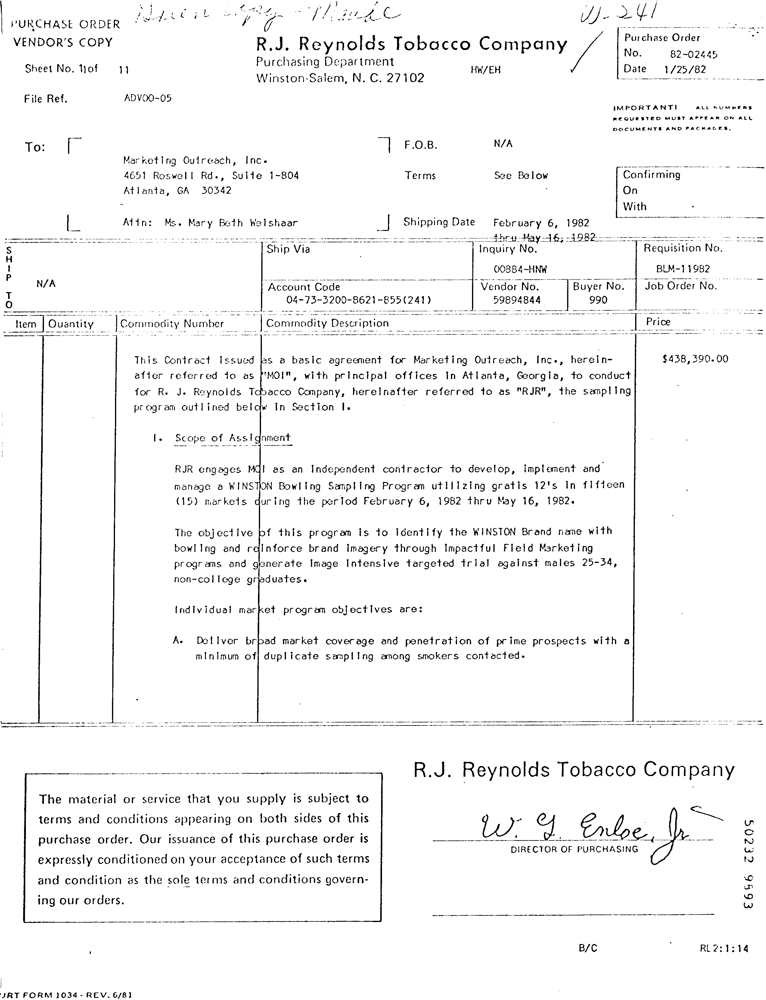 PURCHASE ORDER
VENDOR'S COPY
W-241
R.J. Reynolds Tobacco Company
Purchasing Department
Winston-Salem, N. C. 27102
HW/EH
Purchase Order
No. 82-02445
Date 1/25/82
Sheet No. 1)of 11
File Ref. ADV00-05
IMPORTANT! ALL NUMBERS
REQUESTED MUST APPEAR ON ALL
DOCUMENTS AND PACKAGES.
To:
Marketing Outreach, Inc.
4651 Roswell Rd., Suite 1-804
Atlanta, GA 30342
Attn: Ms. Mary Beth Welshaar
F.O.B. N/A
Terms See Below
Shipping Date February 6, 1982
thru May 16, 1982
Confirming
On
With
SHIP TO
N/A
Ship Via
Inquiry No.
00884-HNW
Requisition No.
BLM-11982
Account Code
04-73-3200-8621-855(241)
Vendor No.
59894844
Buyer No.
990
Job Order No.
Item Quantity Commodity Number Commodity Description Price
This Contract Issued as a basic agreement for Marketing Outreach, Inc., herein- $438,390.00
after referred to as "MOI", with principal offices in Atlanta, Georgia, to conduct
for R. J. Reynolds Tobacco Company, hereinafter referred to as "RJR", the sampling
program outlined below in Section I.
I. Scope of Assignment
RJR engages MOI as an Independent contractor to develop, implement and
manage a WINSTON Bowling Sampling Program utilizing gratis 12's in fifteen
(15) markets during the period February 6, 1982 thru May 16, 1982.
The objective of this program is to identify the WINSTON Brand name with
bowling and reinforce brand imagery through Impactful Field Marketing
programs and generate Image Intensive targeted trial against males 25-34,
non-college graduates.
Individual market program objectives are:
A. Deliver broad market coverage and penetration of prime prospects with a
minimum of duplicate sampling among smokers contacted.
The material or service that you supply is subject to
terms and conditions appearing on both sides of this
purchase order. Our issuance of this purchase order is
expressly conditioned on your acceptance of such terms
and condition as the sole terms and conditions govern-
ing our orders.
R.J. Reynolds Tobacco Company
W. G. Enloe, Jr
DIRECTOR OF PURCHASING
50232 9593
B/C
RL2:1:14
JRT FORM 1034 - REV. 6/81